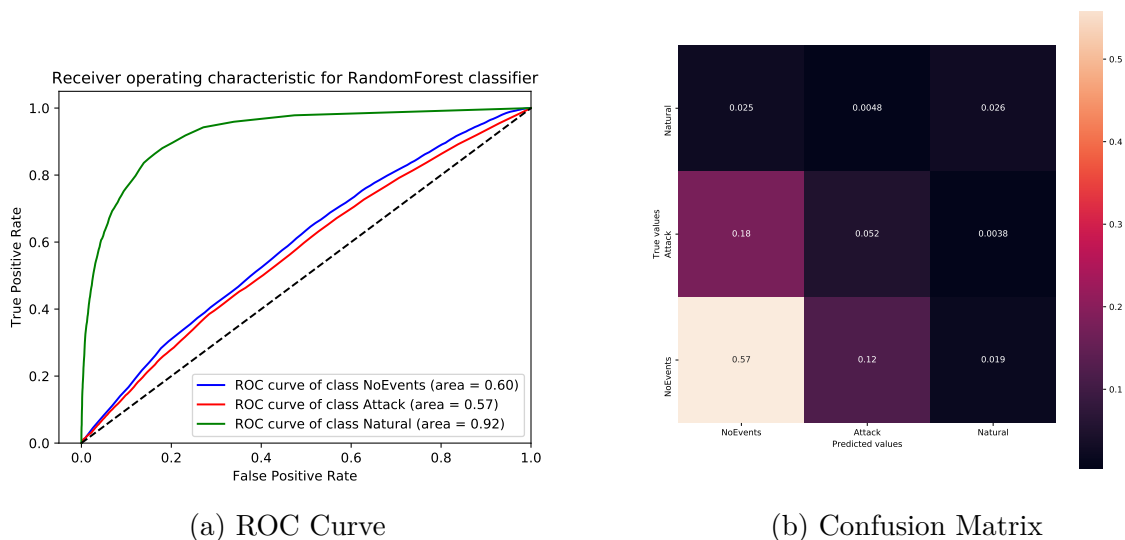 Receiver operating characteristic for RandomForest classifier
True Positive Rate
1.0
0.8
0.6
0.4
0.2
0.0
0.0 0.2 0.4 0.6 0.8 1.0
False Positive Rate
ROC curve of class NoEvents (area = 0.60)
ROC curve of class Attack (area = 0.57)
ROC curve of class Natural (area = 0.92)
(a) ROC Curve
True values
Natural
Attack
NoEvents
0.025 0.0048 0.026
0.18 0.052 0.0038
0.57 0.12 0.019
NoEvents Attack Natural
Predicted values
0.5
0.4
0.3
0.2
0.1
(b) Confusion Matrix